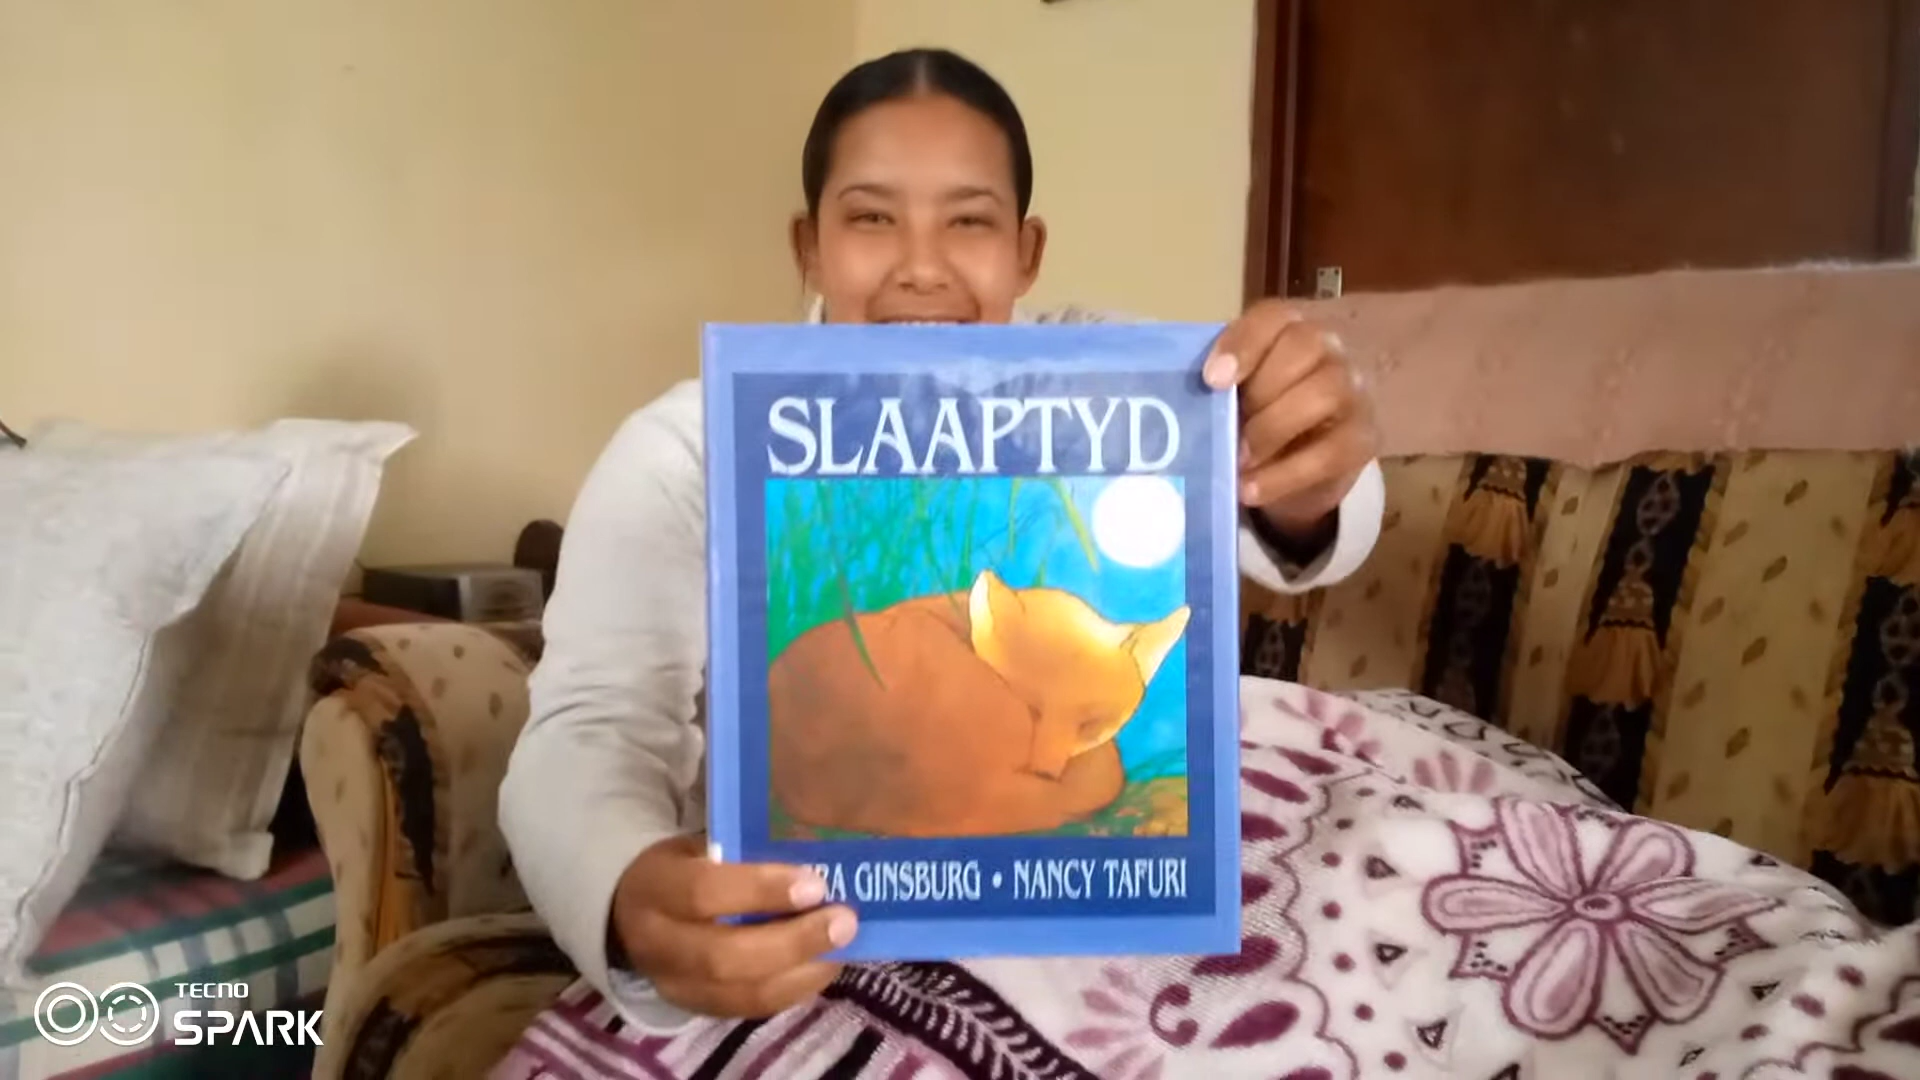 SLAAPTYD
GINSBURG • NANCY TAFURI
TECNO
SPARK